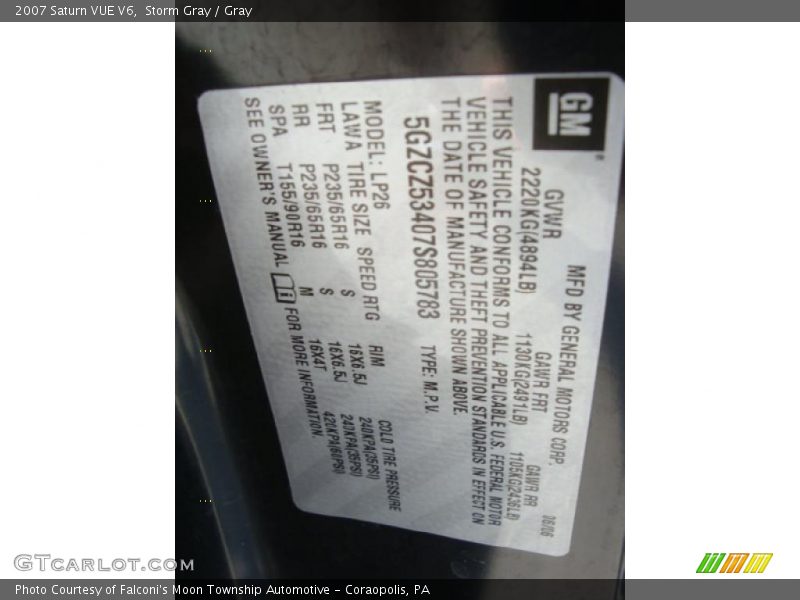 2007 Saturn VUE V6, Storm Gray / Gray
GM
MFD BY GENERAL MOTORS CORP. 06/06
GVWR GAWR FRT GAWR RR
2220KG(4894LB) 1130KG(2491LB) 1105KG(2436LB)
THIS VEHICLE CONFORMS TO ALL APPLICABLE U.S. FEDERAL MOTOR
VEHICLE SAFETY AND THEFT PREVENTION STANDARDS IN EFFECT ON
THE DATE OF MANUFACTURE SHOWN ABOVE.
5GZCZ53407S805783 TYPE: M.P.V.
MODEL: LP26
LAWA TIRE SIZE SPEED RTG RIM COLD TIRE PRESSURE
FRT P235/65R16 S 16X6.5J 240KPA(35PSI)
RR P235/65R16 S 16X6.5J 240KPA(35PSI)
SPA T155/90R16 M 16X4T 420KPA(60PSI)
SEE OWNER'S MANUAL i FOR MORE INFORMATION.
GTCARLOT.COM
Photo Courtesy of Falconi's Moon Township Automotive - Coraopolis, PA